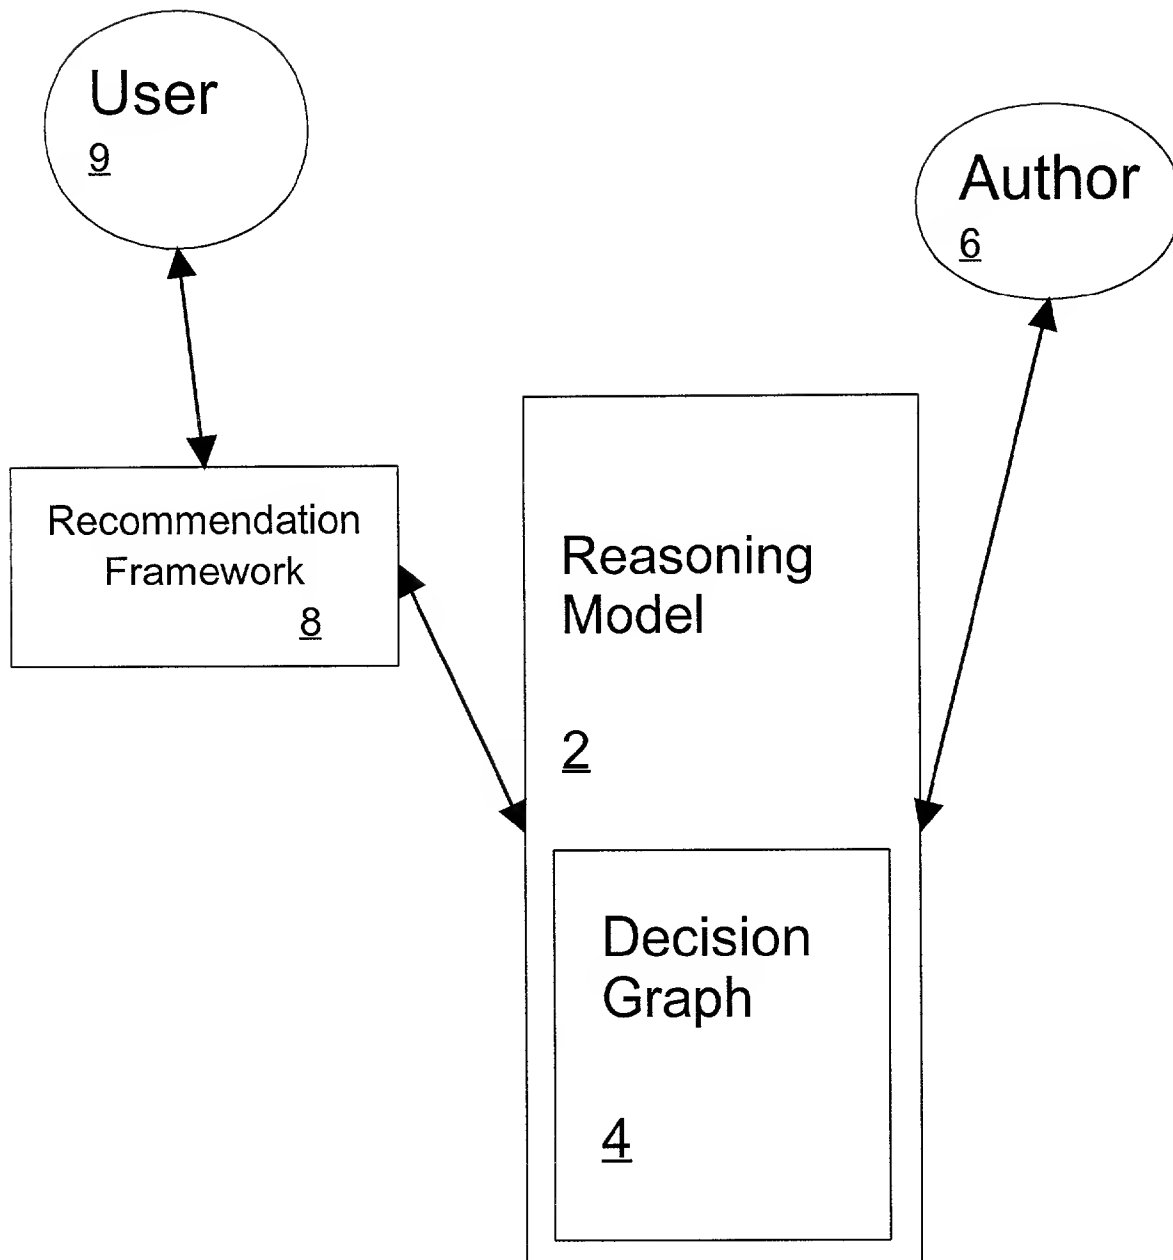 User
9
Author
6
Recommendation
Framework
8
Reasoning
Model
2
Decision
Graph
4